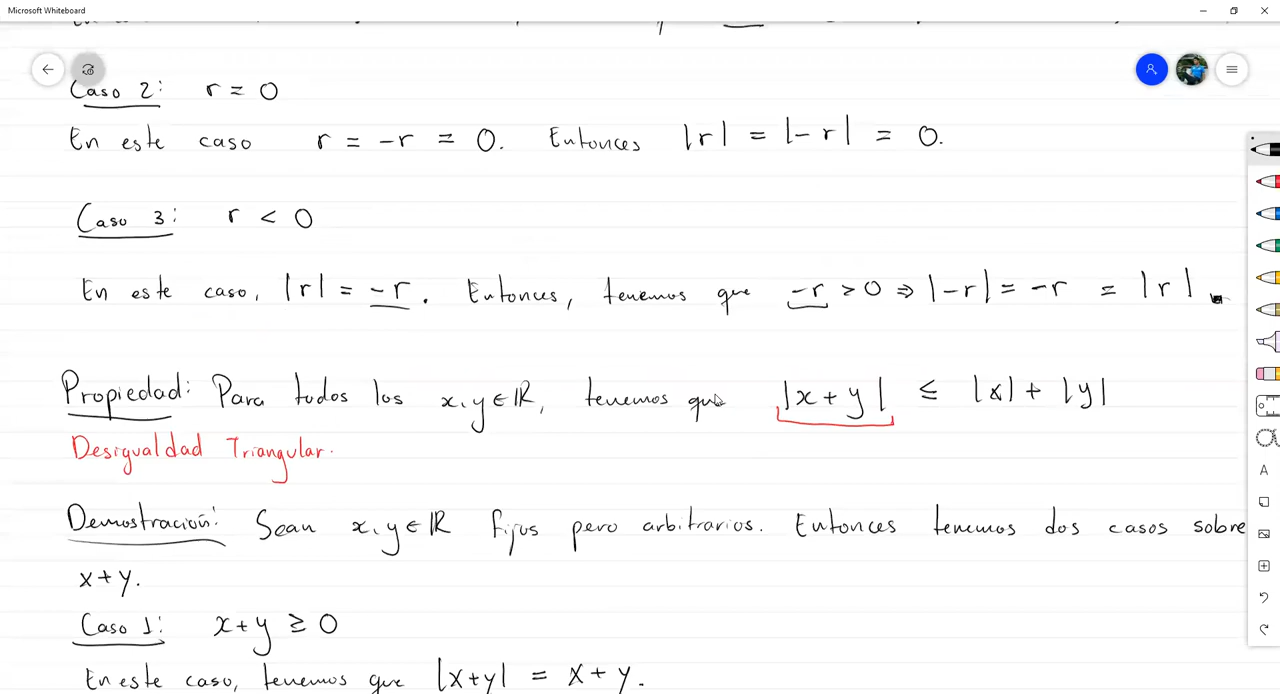 Microsoft Whiteboard
Caso 2: r = 0
En este caso r = -r = 0. Entonces |r| = |-r| = 0.
Caso 3: r < 0
En este caso, |r| = -r. Entonces, tenemos que -r > 0 ⇒ |-r| = -r = |r|
Propiedad: Para todos los x, y ∈ ℝ, tenemos que |x + y| ≤ |x| + |y|
Desigualdad Triangular.
Demostración: Sean x, y ∈ ℝ fijos pero arbitrarios. Entonces tenemos dos casos sobre
x + y.
Caso 1: x + y ≥ 0
En este caso, tenemos que |x+y| = x + y.